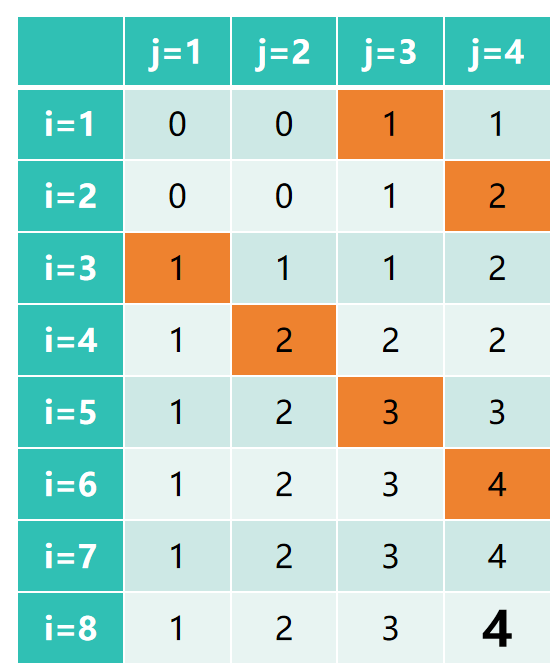 j=1 j=2 j=3 j=4
i=1 0 0 1 1
i=2 0 0 1 2
i=3 1 1 1 2
i=4 1 2 2 2
i=5 1 2 3 3
i=6 1 2 3 4
i=7 1 2 3 4
i=8 1 2 3 4